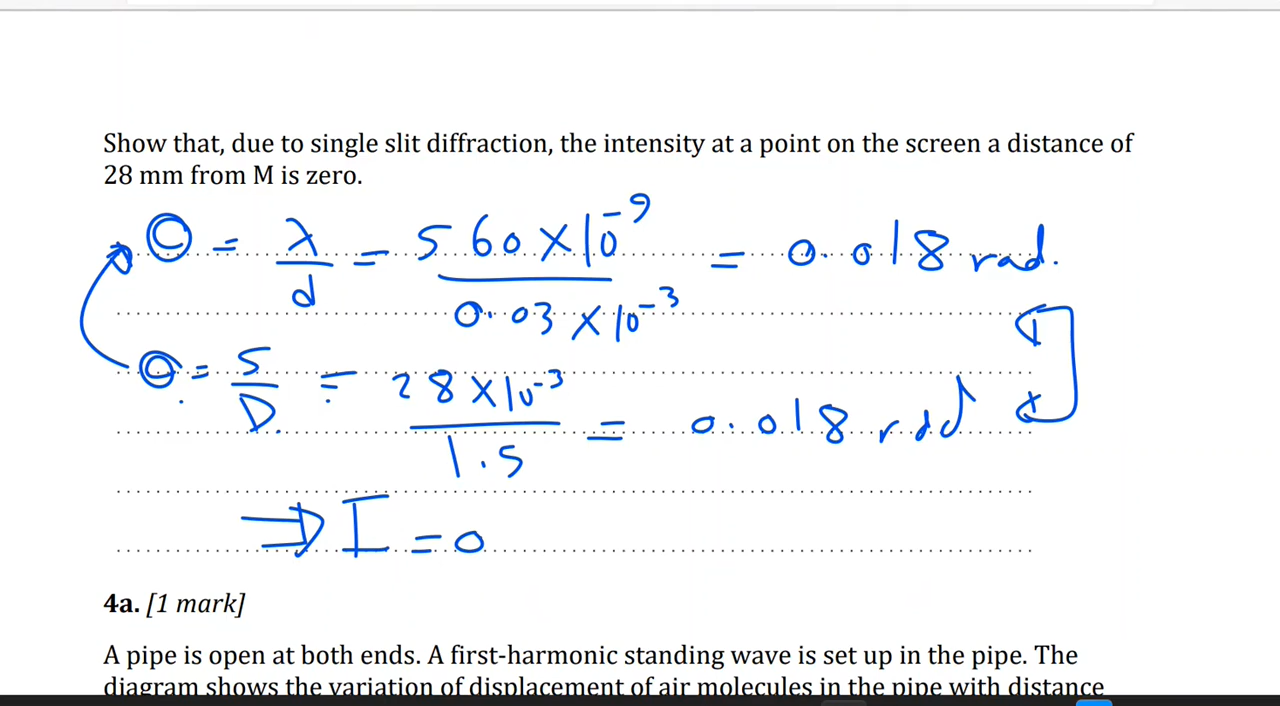 Show that, due to single slit diffraction, the intensity at a point on the screen a distance of
28 mm from M is zero.
θ = λ/d = 560 × 10⁻⁹ / 0.03 × 10⁻³ = 0.018 rad.
θ = s/D = 28 × 10⁻³ / 1.5 = 0.018 rad
⇒ I = 0
4a. [1 mark]
A pipe is open at both ends. A first-harmonic standing wave is set up in the pipe. The
diagram shows the variation of displacement of air molecules in the pipe with distance